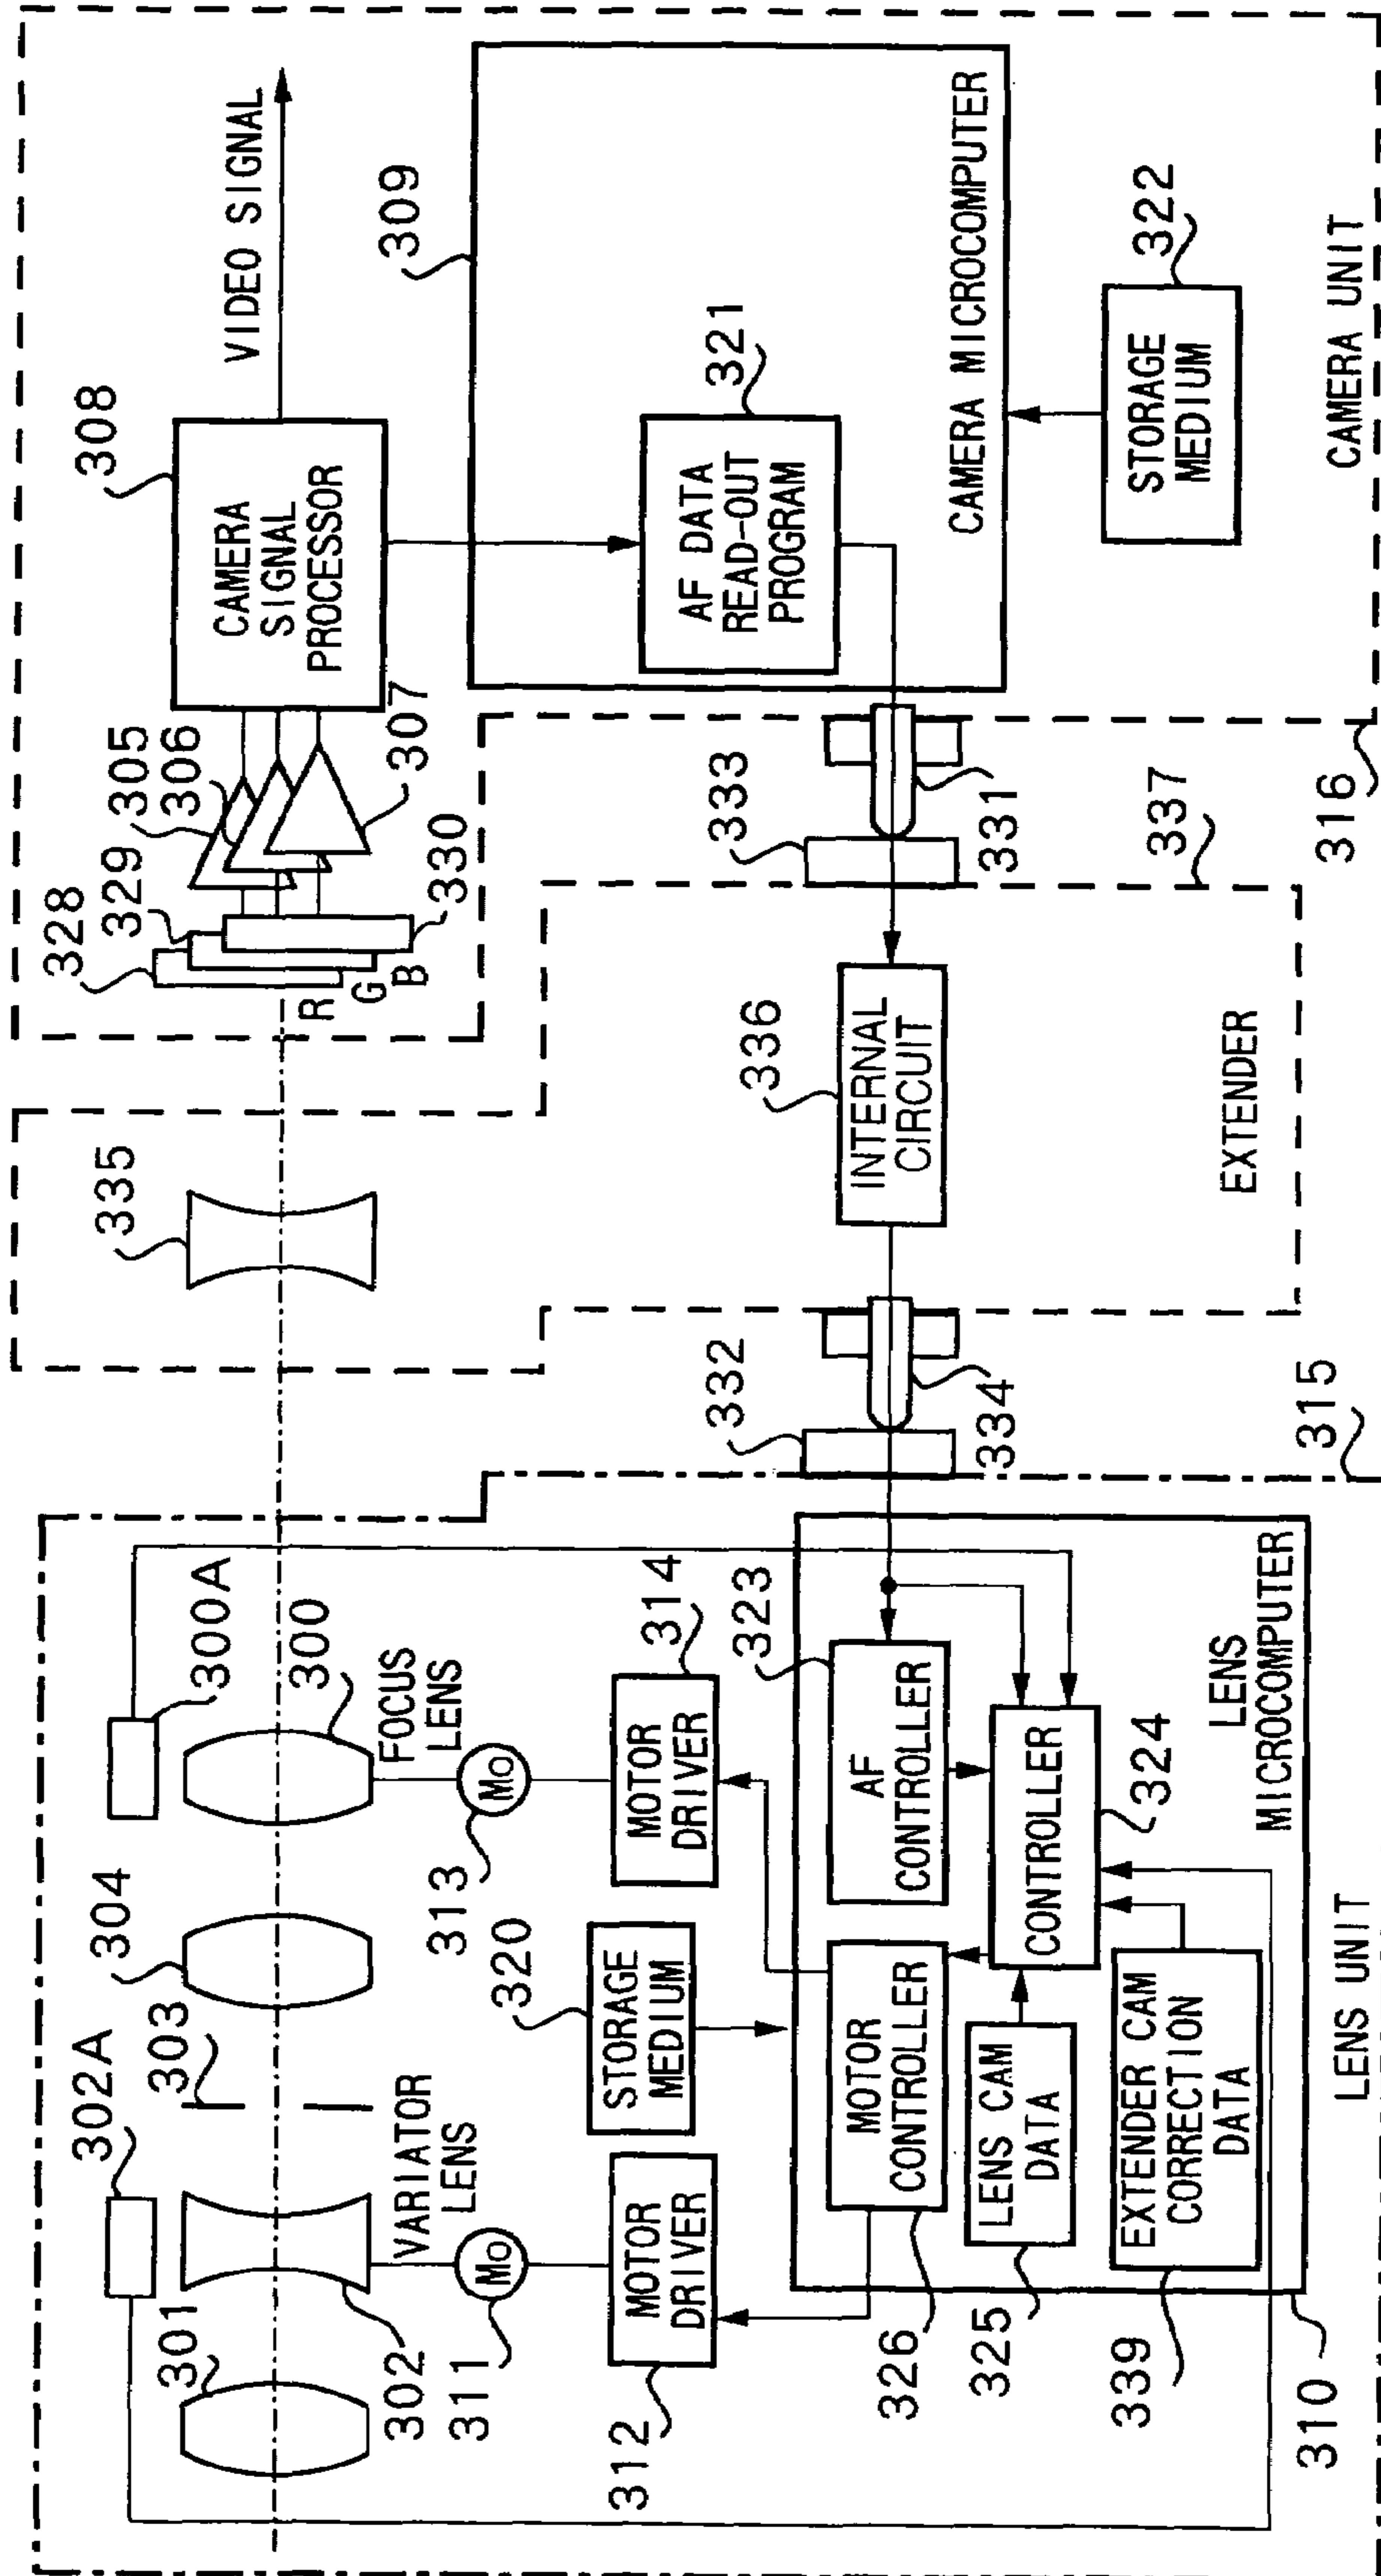 302A
301
303
304
300A
300
FOCUS
LENS
VARIATOR
LENS
302
Mo
311
Mo
313
MOTOR
DRIVER
312
STORAGE
MEDIUM
320
MOTOR
DRIVER
314
MOTOR
CONTROLLER
326
AF
CONTROLLER
323
LENS CAM
DATA
325
CONTROLLER
324
EXTENDER CAM
CORRECTION
DATA
339
LENS
MICROCOMPUTER
310
LENS UNIT
315
332
334
335
INTERNAL
CIRCUIT
336
EXTENDER
337
333
331
316
328
329
330
R
G
B
305
306
307
CAMERA
SIGNAL
PROCESSOR
308
VIDEO SIGNAL
309
AF DATA
READ-OUT
PROGRAM
321
CAMERA MICROCOMPUTER
STORAGE
MEDIUM
322
CAMERA UNIT